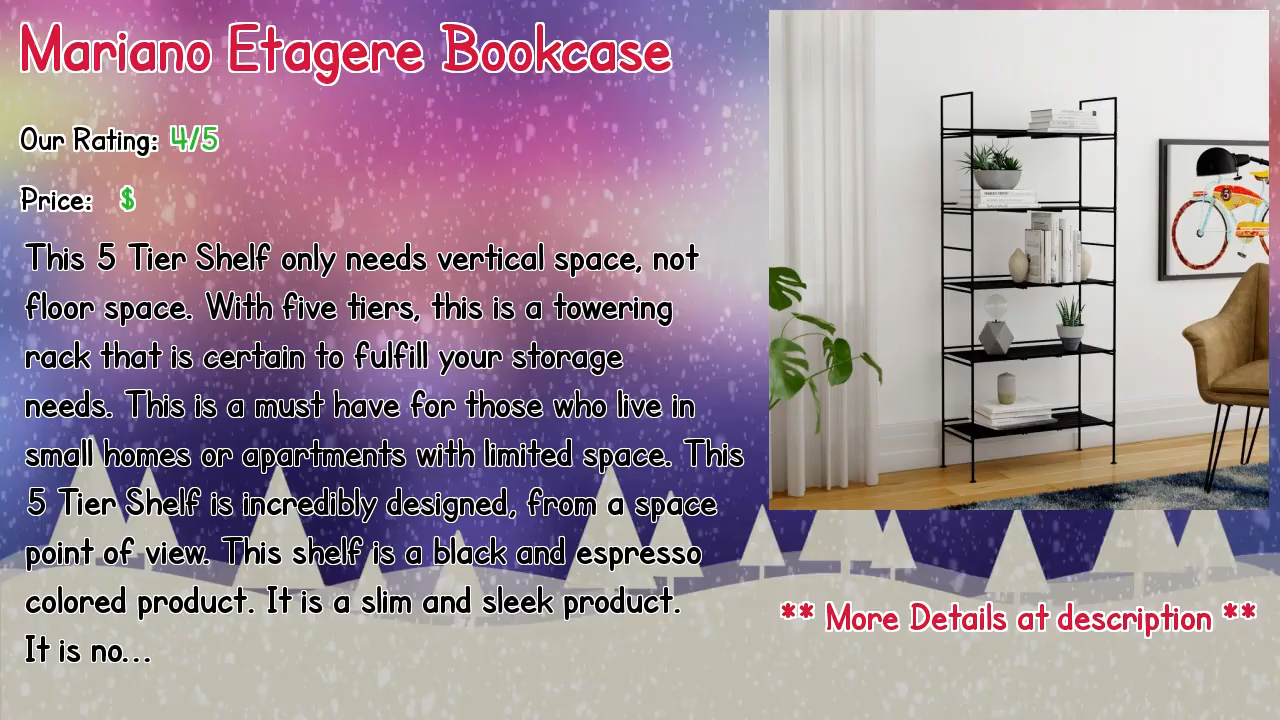 Mariano Etagere Bookcase
Our Rating: 4/5
Price: $
This 5 Tier Shelf only needs vertical space, not
floor space. With five tiers, this is a towering
rack that is certain to fulfill your storage
needs. This is a must have for those who live in
small homes or apartments with limited space. This
5 Tier Shelf is incredibly designed, from a space
point of view. This shelf is a black and espresso
colored product. It is a slim and sleek product.
It is no...
** More Details at description **